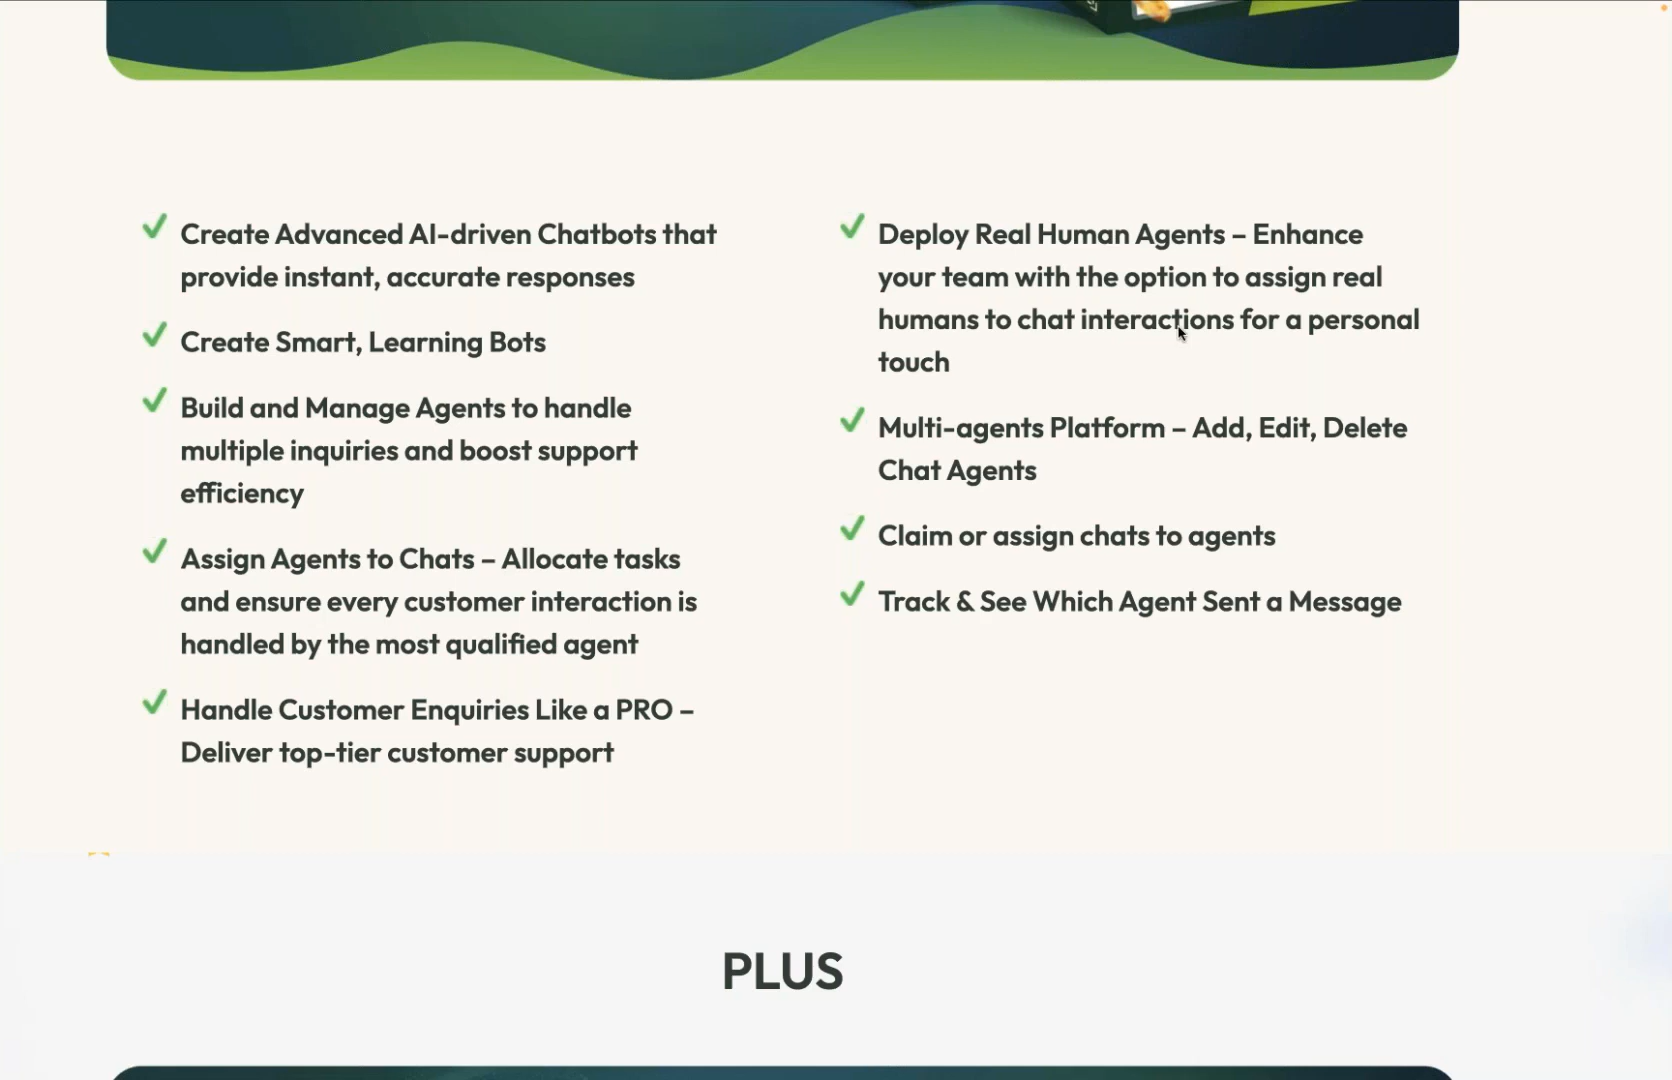 Create Advanced AI-driven Chatbots that
provide instant, accurate responses
Create Smart, Learning Bots
Build and Manage Agents to handle
multiple inquiries and boost support
efficiency
Assign Agents to Chats – Allocate tasks
and ensure every customer interaction is
handled by the most qualified agent
Handle Customer Enquiries Like a PRO –
Deliver top-tier customer support
Deploy Real Human Agents – Enhance
your team with the option to assign real
humans to chat interactions for a personal
touch
Multi-agents Platform – Add, Edit, Delete
Chat Agents
Claim or assign chats to agents
Track & See Which Agent Sent a Message
PLUS